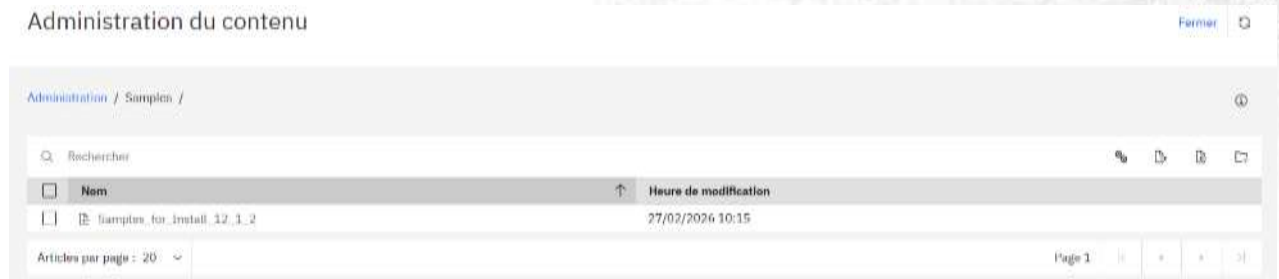 Administration du contenu
Fermer
Administration / Samples /
Rechercher
Nom ↑ Heure de modification
Samples_for_Install_12_1_2 27/02/2026 10:15
Articles par page : 20 Page 1